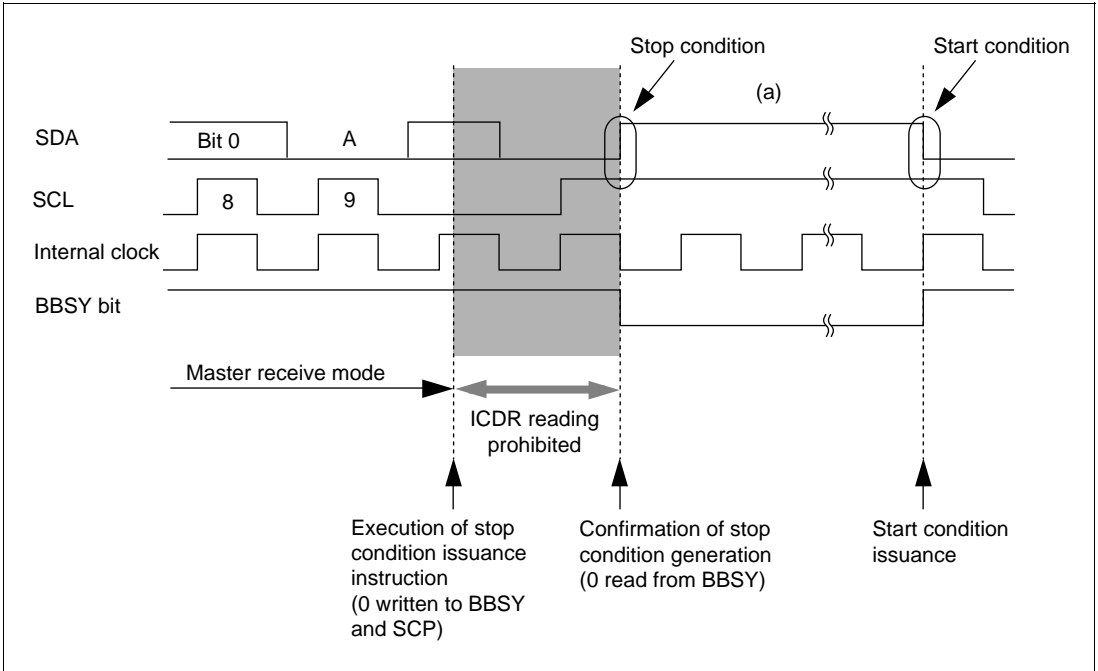 Stop condition
Start condition
(a)
SDA
Bit 0
A
SCL
8
9
Internal clock
BBSY bit
Master receive mode
ICDR reading
prohibited
Execution of stop
condition issuance
instruction
(0 written to BBSY
and SCP)
Confirmation of stop
condition generation
(0 read from BBSY)
Start condition
issuance